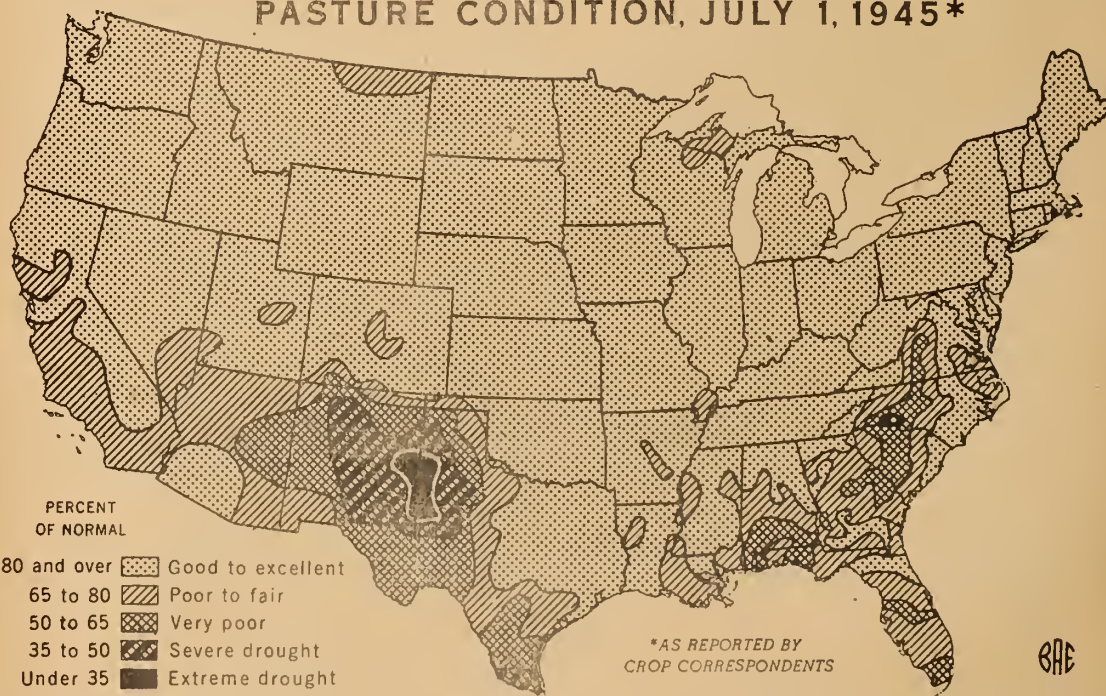 PASTURE CONDITION, JULY 1, 1945*
PERCENT
OF NORMAL
80 and over Good to excellent
65 to 80 Poor to fair
50 to 65 Very poor
35 to 50 Severe drought
Under 35 Extreme drought
*AS REPORTED BY
CROP CORRESPONDENTS
BAE